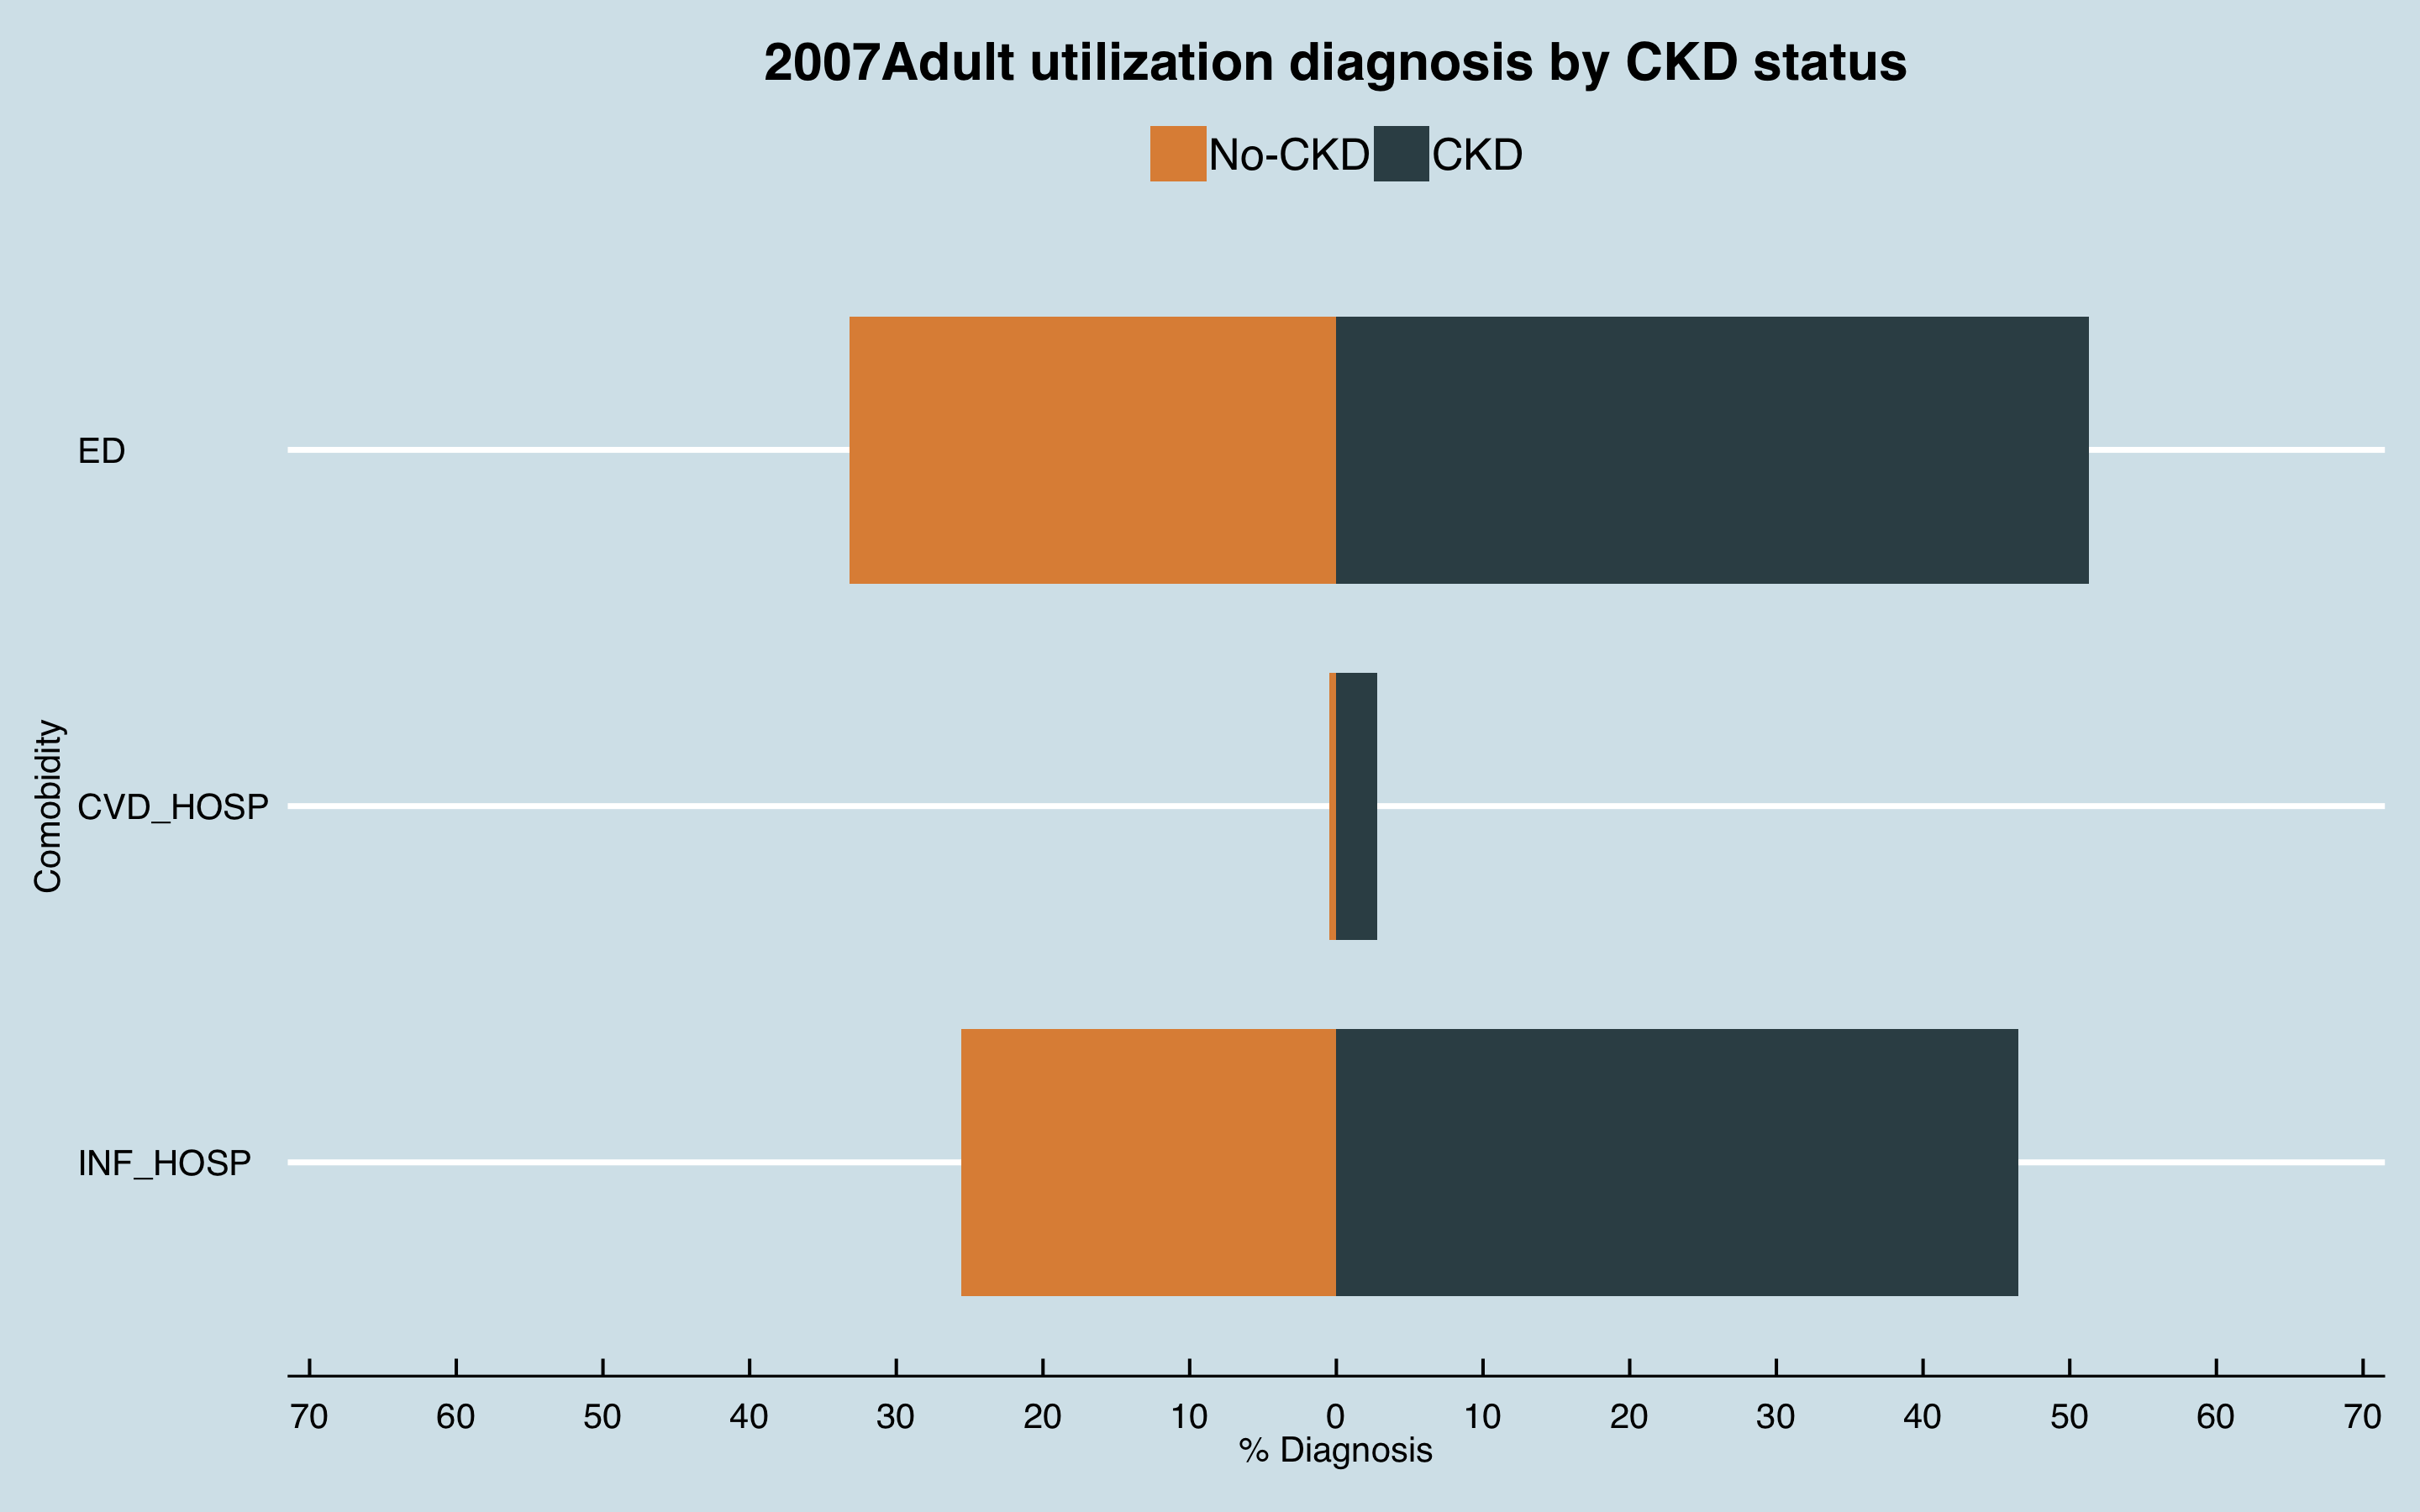 2007Adult utilization diagnosis by CKD status
No-CKD CKD
ED
CVD_HOSP
INF_HOSP
Comobidity
70 60 50 40 30 20 10 0 10 20 30 40 50 60 70
% Diagnosis